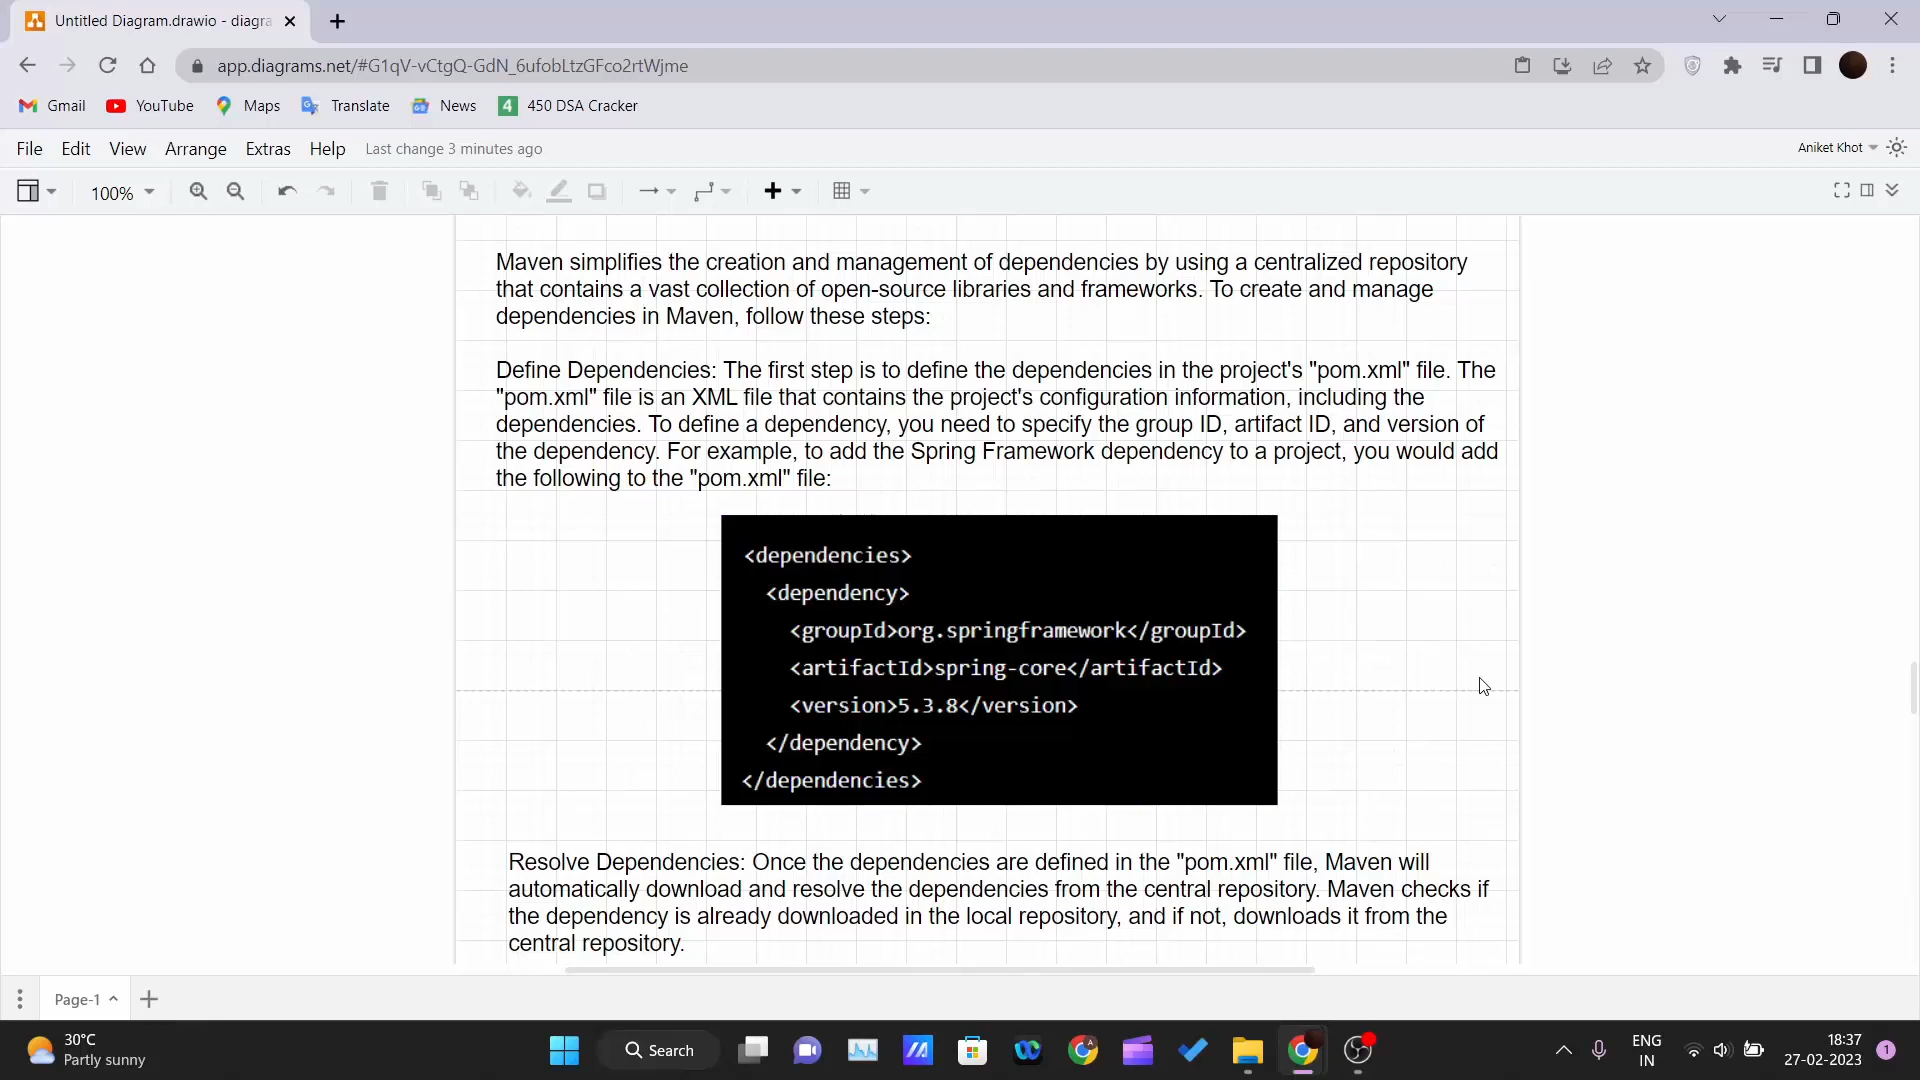 Untitled Diagram.drawio - diagra
app.diagrams.net/#G1qV-vCtgQ-GdN_6ufobLtzGFco2rtWjme
Gmail YouTube Maps Translate News 4 450 DSA Cracker
File Edit View Arrange Extras Help Last change 3 minutes ago Aniket Khot
100%
Maven simplifies the creation and management of dependencies by using a centralized repository
that contains a vast collection of open-source libraries and frameworks. To create and manage
dependencies in Maven, follow these steps:
Define Dependencies: The first step is to define the dependencies in the project's "pom.xml" file. The
"pom.xml" file is an XML file that contains the project's configuration information, including the
dependencies. To define a dependency, you need to specify the group ID, artifact ID, and version of
the dependency. For example, to add the Spring Framework dependency to a project, you would add
the following to the "pom.xml" file:
<dependencies>
<dependency>
<groupId>org.springframework</groupId>
<artifactId>spring-core</artifactId>
<version>5.3.8</version>
</dependency>
</dependencies>
Resolve Dependencies: Once the dependencies are defined in the "pom.xml" file, Maven will
automatically download and resolve the dependencies from the central repository. Maven checks if
the dependency is already downloaded in the local repository, and if not, downloads it from the
central repository.
Page-1
30°C
Partly sunny
Search
ENG
IN
18:37
27-02-2023
1